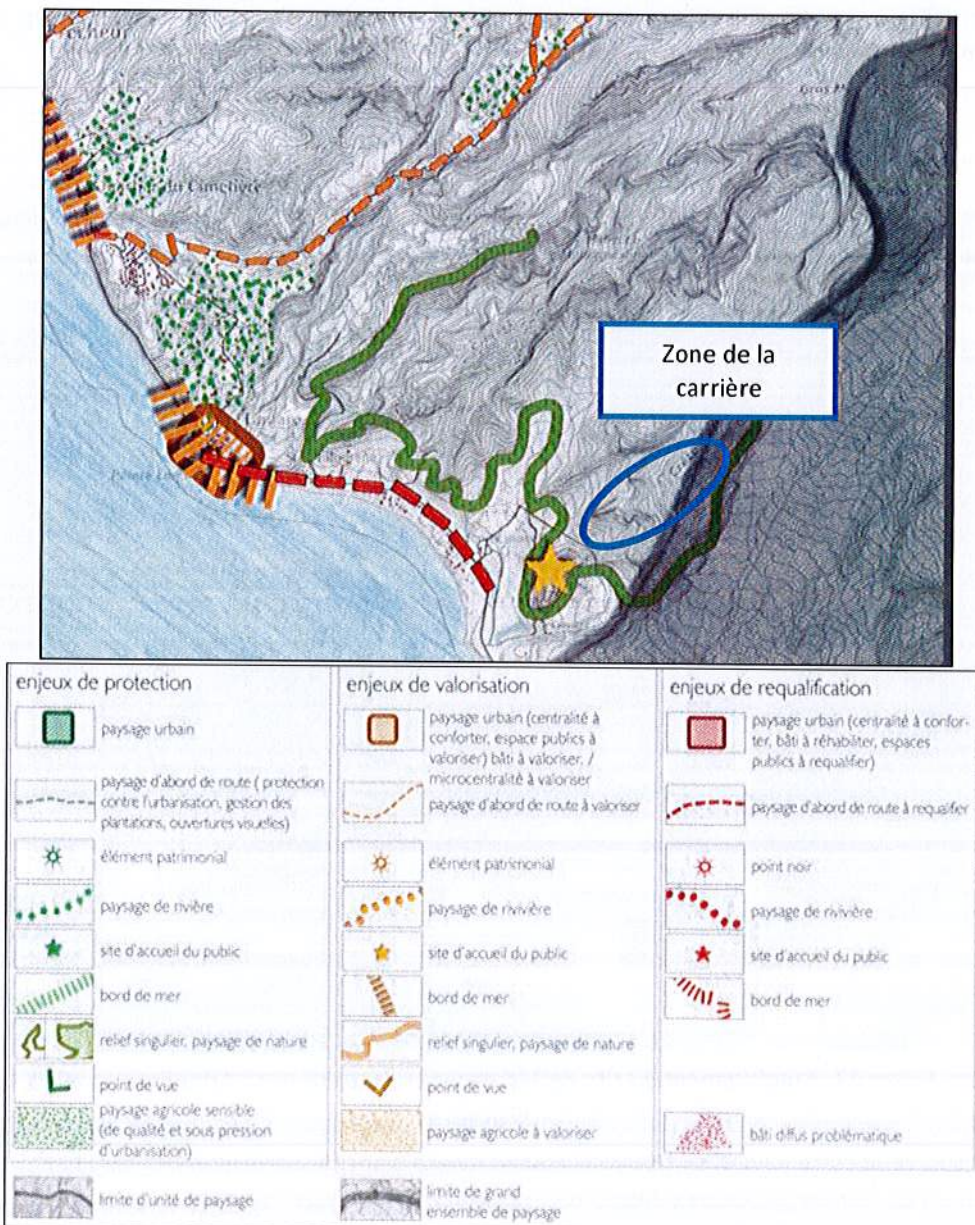 du Cimetière
Zone de la
carrière
enjeux de protection
paysage urbain
paysage d'abord de route ( protection
contre l'urbanisation, gestion des
plantations, ouvertures visuelles)
élément patrimonial
paysage de rivière
site d'accueil du public
bord de mer
relief singulier, paysage de nature
point de vue
paysage agricole sensible
(de qualité et sous pression
d'urbanisation)
limite d'unité de paysage
enjeux de valorisation
paysage urbain (centralité à
conforter, espace publics à
valoriser) bâti à valoriser, /
microcentralité à valoriser
paysage d'abord de route à valoriser
élément patrimonial
paysage de rivivière
site d'accueil du public
bord de mer
relief singulier, paysage de nature
point de vue
paysage agricole à valoriser
limite de grand
ensemble de paysage
enjeux de requalification
paysage urbain (centralité à confor-
ter, bâti à réhabiliter, espaces
publics à requalifier)
paysage d'abord de route à requalifier
point noir
paysage de rivivière
site d'accueil du public
bord de mer
bâti diffus problématique